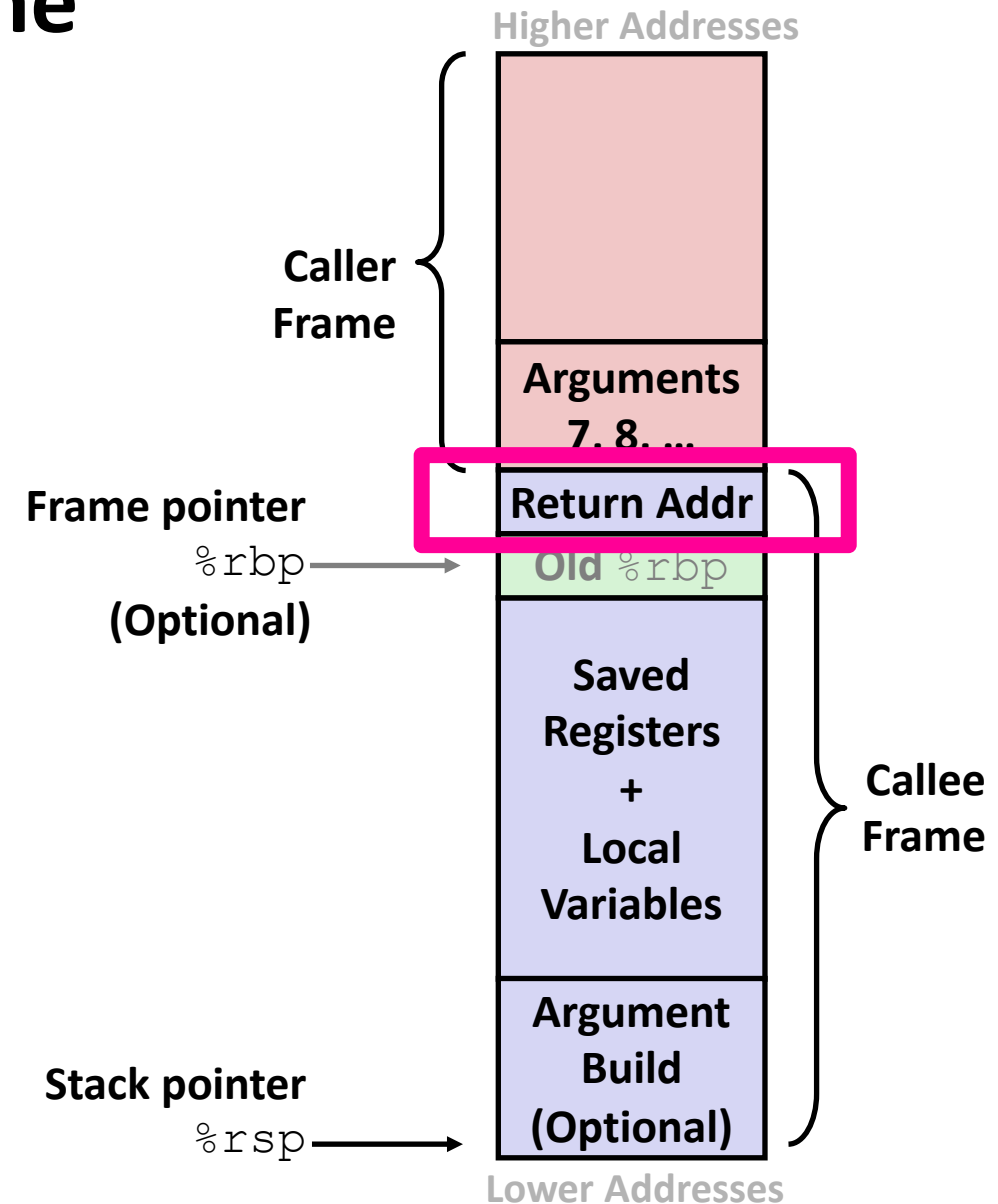 Higher Addresses
Caller
Frame
Arguments
7, 8, …
Return Addr
Frame pointer
%rbp
(Optional)
Old %rbp
Saved
Registers
+
Local
Variables
Callee
Frame
Argument
Build
(Optional)
Stack pointer
%rsp
Lower Addresses